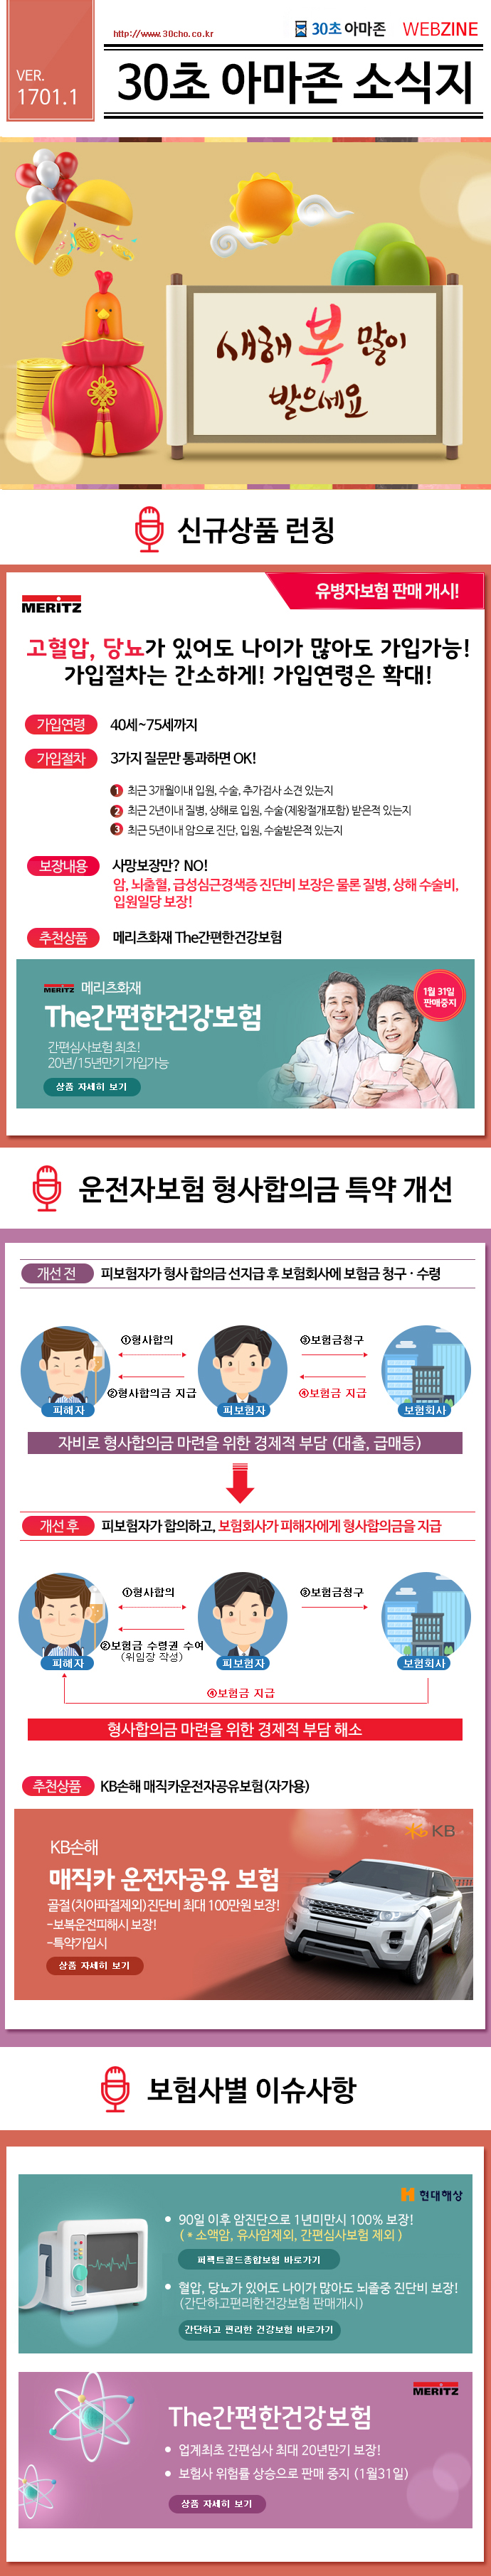 VER.
1701.1
http://www.30cho.co.kr
30초 아마존 WEBZINE
30초 아마존 소식지
새해 복 많이
받으세요
신규상품 런칭
MERITZ
유병자보험 판매 개시!
고혈압, 당뇨가 있어도 나이가 많아도 가입가능!
가입절차는 간소하게! 가입연령은 확대!
가입연령 40세~75세까지
가입절차 3가지 질문만 통과하면 OK!
1 최근 3개월이내 입원, 수술, 추가검사 소견 있는지
2 최근 2년이내 질병, 상해로 입원, 수술(제왕절개포함) 받은적 있는지
3 최근 5년이내 암으로 진단, 입원, 수술받은적 있는지
보장내용 사망보장만? NO!
암, 뇌출혈, 급성심근경색증 진단비 보장은 물론 질병, 상해 수술비,
입원일당 보장!
추천상품 메리츠화재 The간편한건강보험
MERITZ 메리츠화재
The간편한건강보험
간편심사보험 최초!
20년/15년만기 가입가능
상품 자세히 보기
1월 31일
판매중지
운전자보험 형사합의금 특약 개선
개선 전 피보험자가 형사 합의금 선지급 후 보험회사에 보험금 청구 · 수령
①형사합의 ③보험금청구
②형사합의금 지급 ④보험금 지급
피해자 피보험자 보험회사
자비로 형사합의금 마련을 위한 경제적 부담 (대출, 급매등)
개선 후 피보험자가 합의하고, 보험회사가 피해자에게 형사합의금을 지급
①형사합의 ③보험금청구
②보험금 수령권 수여
(위임장 작성)
피해자 피보험자 보험회사
④보험금 지급
형사합의금 마련을 위한 경제적 부담 해소
추천상품 KB손해 매직카운전자공유보험(자가용)
KB
KB손해
매직카 운전자공유 보험
골절(치아파절제외)진단비 최대 100만원 보장!
-보복운전피해시 보장!
-특약가입시
상품 자세히 보기
보험사별 이슈사항
현대해상
• 90일 이후 암진단으로 1년미만시 100% 보장!
( * 소액암, 유사암제외, 간편심사보험 제외 )
퍼팩트골드종합보험 바로가기
• 혈압, 당뇨가 있어도 나이가 많아도 뇌졸중 진단비 보장!
(간단하고편리한건강보험 판매개시)
간단하고 편리한 건강보험 바로가기
MERITZ
The간편한건강보험
• 업계최초 간편심사 최대 20년만기 보장!
• 보험사 위험률 상승으로 판매 중지 (1월31일)
상품 자세히 보기